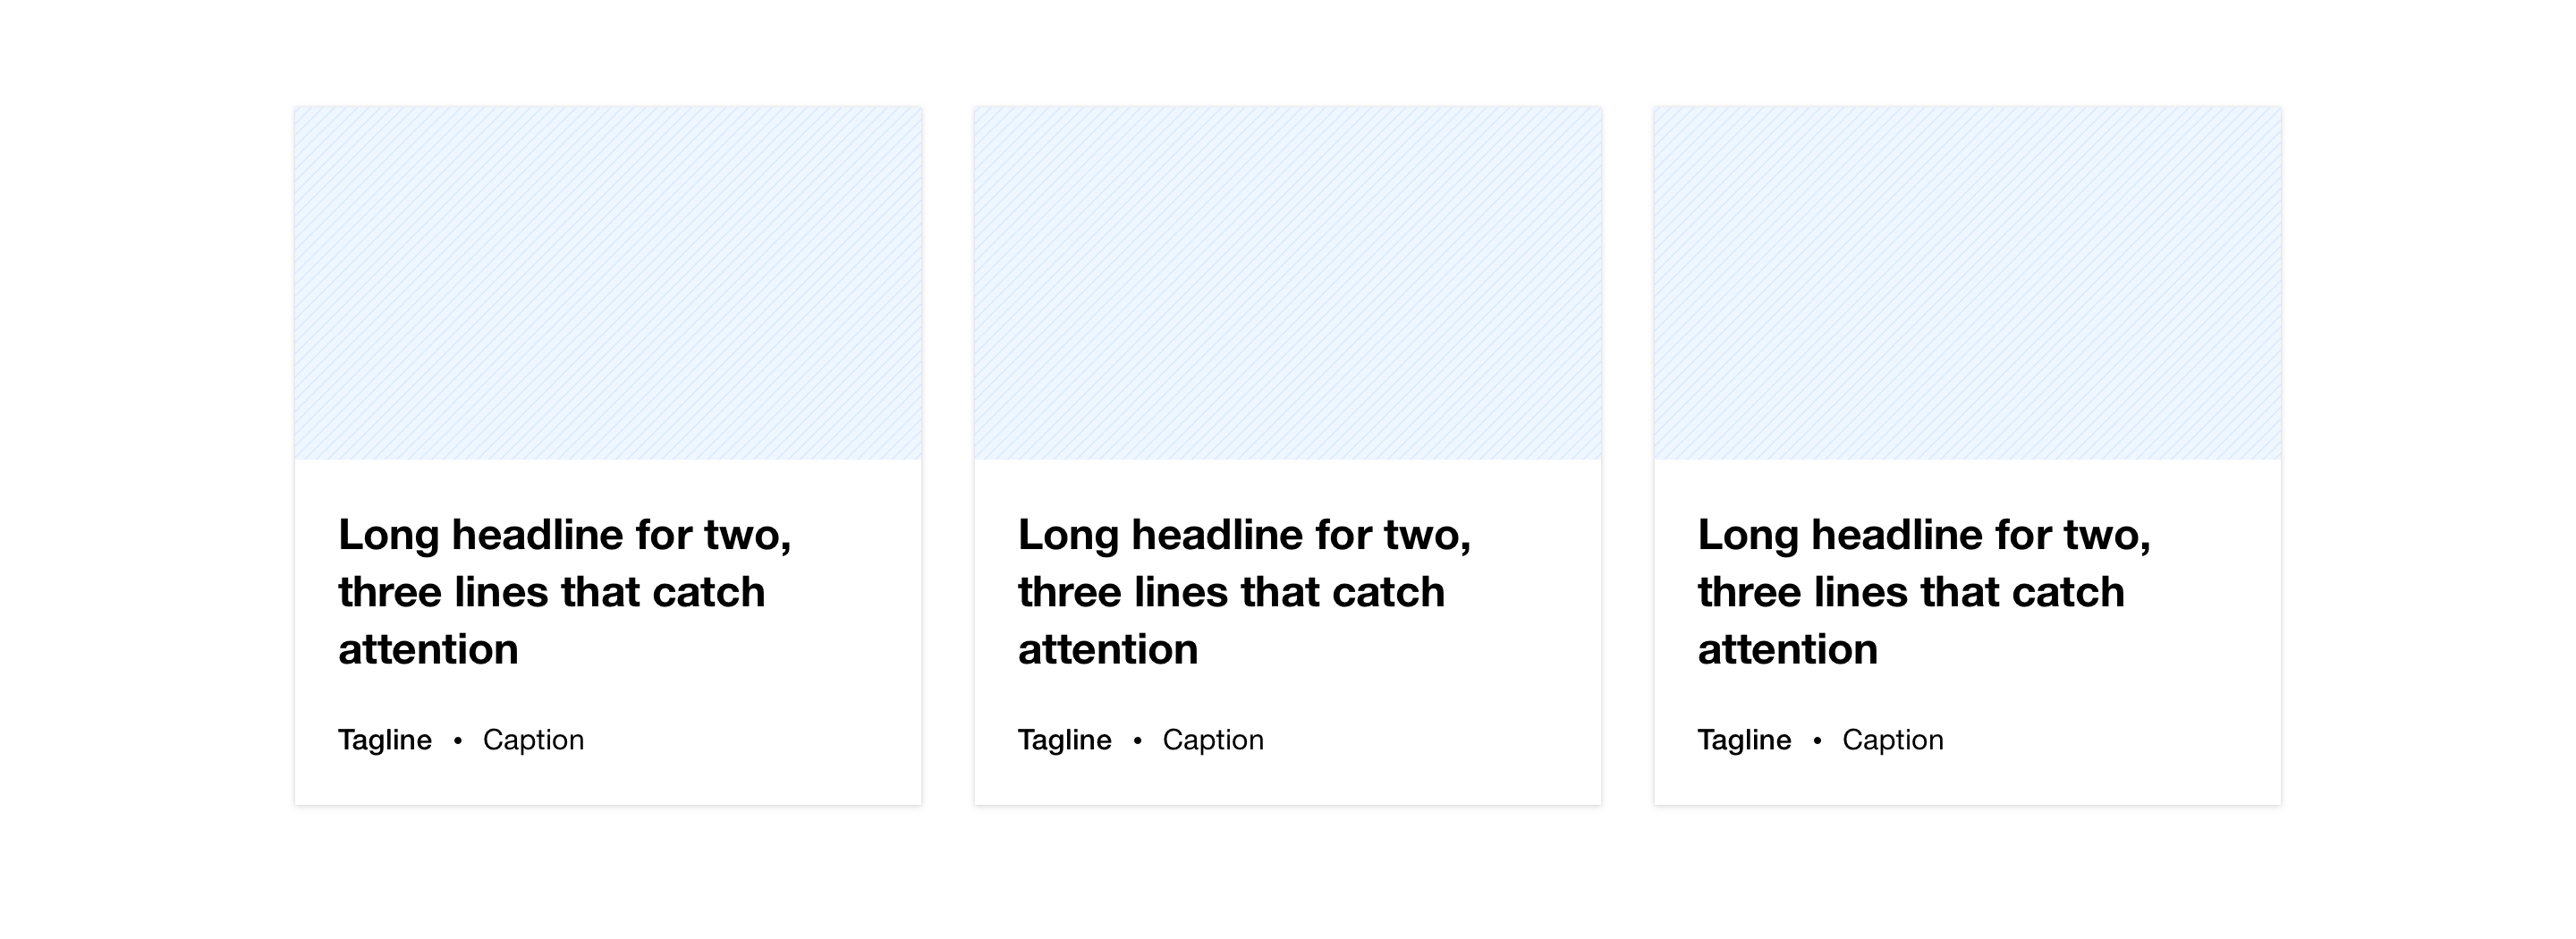 Long headline for two,
three lines that catch
attention
Tagline • Caption
Long headline for two,
three lines that catch
attention
Tagline • Caption
Long headline for two,
three lines that catch
attention
Tagline • Caption